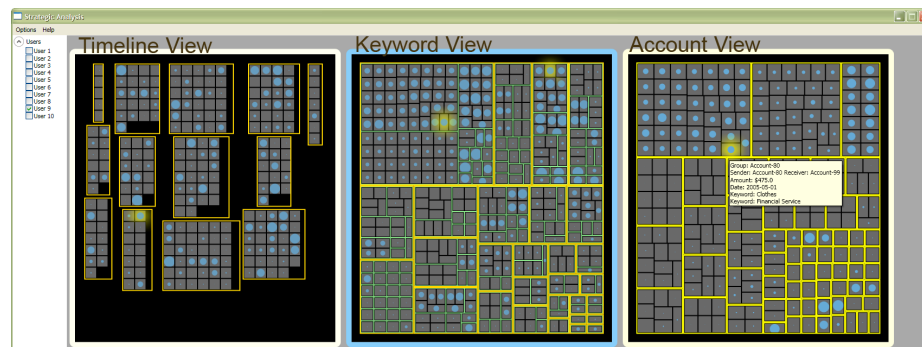 Strategic Analysis
Options Help
Users
User 1
User 2
User 3
User 4
User 5
User 6
User 7
User 8
User 9
User 10
Timeline View
Keyword View
Account View
Group: Account-80
Sender: Account-80 Receiver: Account-99
Amount: $475.0
Date: 2005-05-01
Keyword: Clothes
Keyword: Financial Service